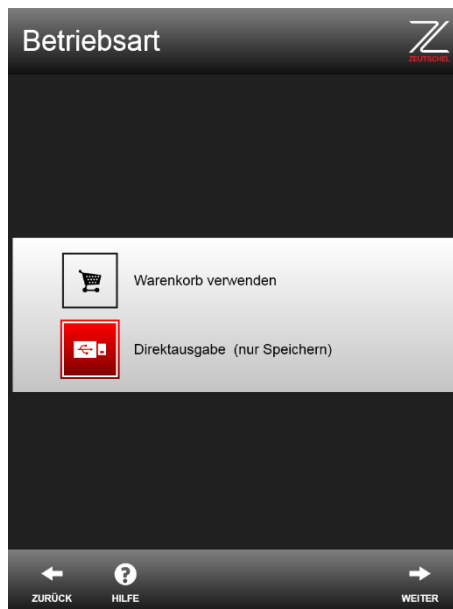 Betriebsart
ZEUTSCHEL
Warenkorb verwenden
Direktausgabe (nur Speichern)
ZURÜCK
HILFE
WEITER